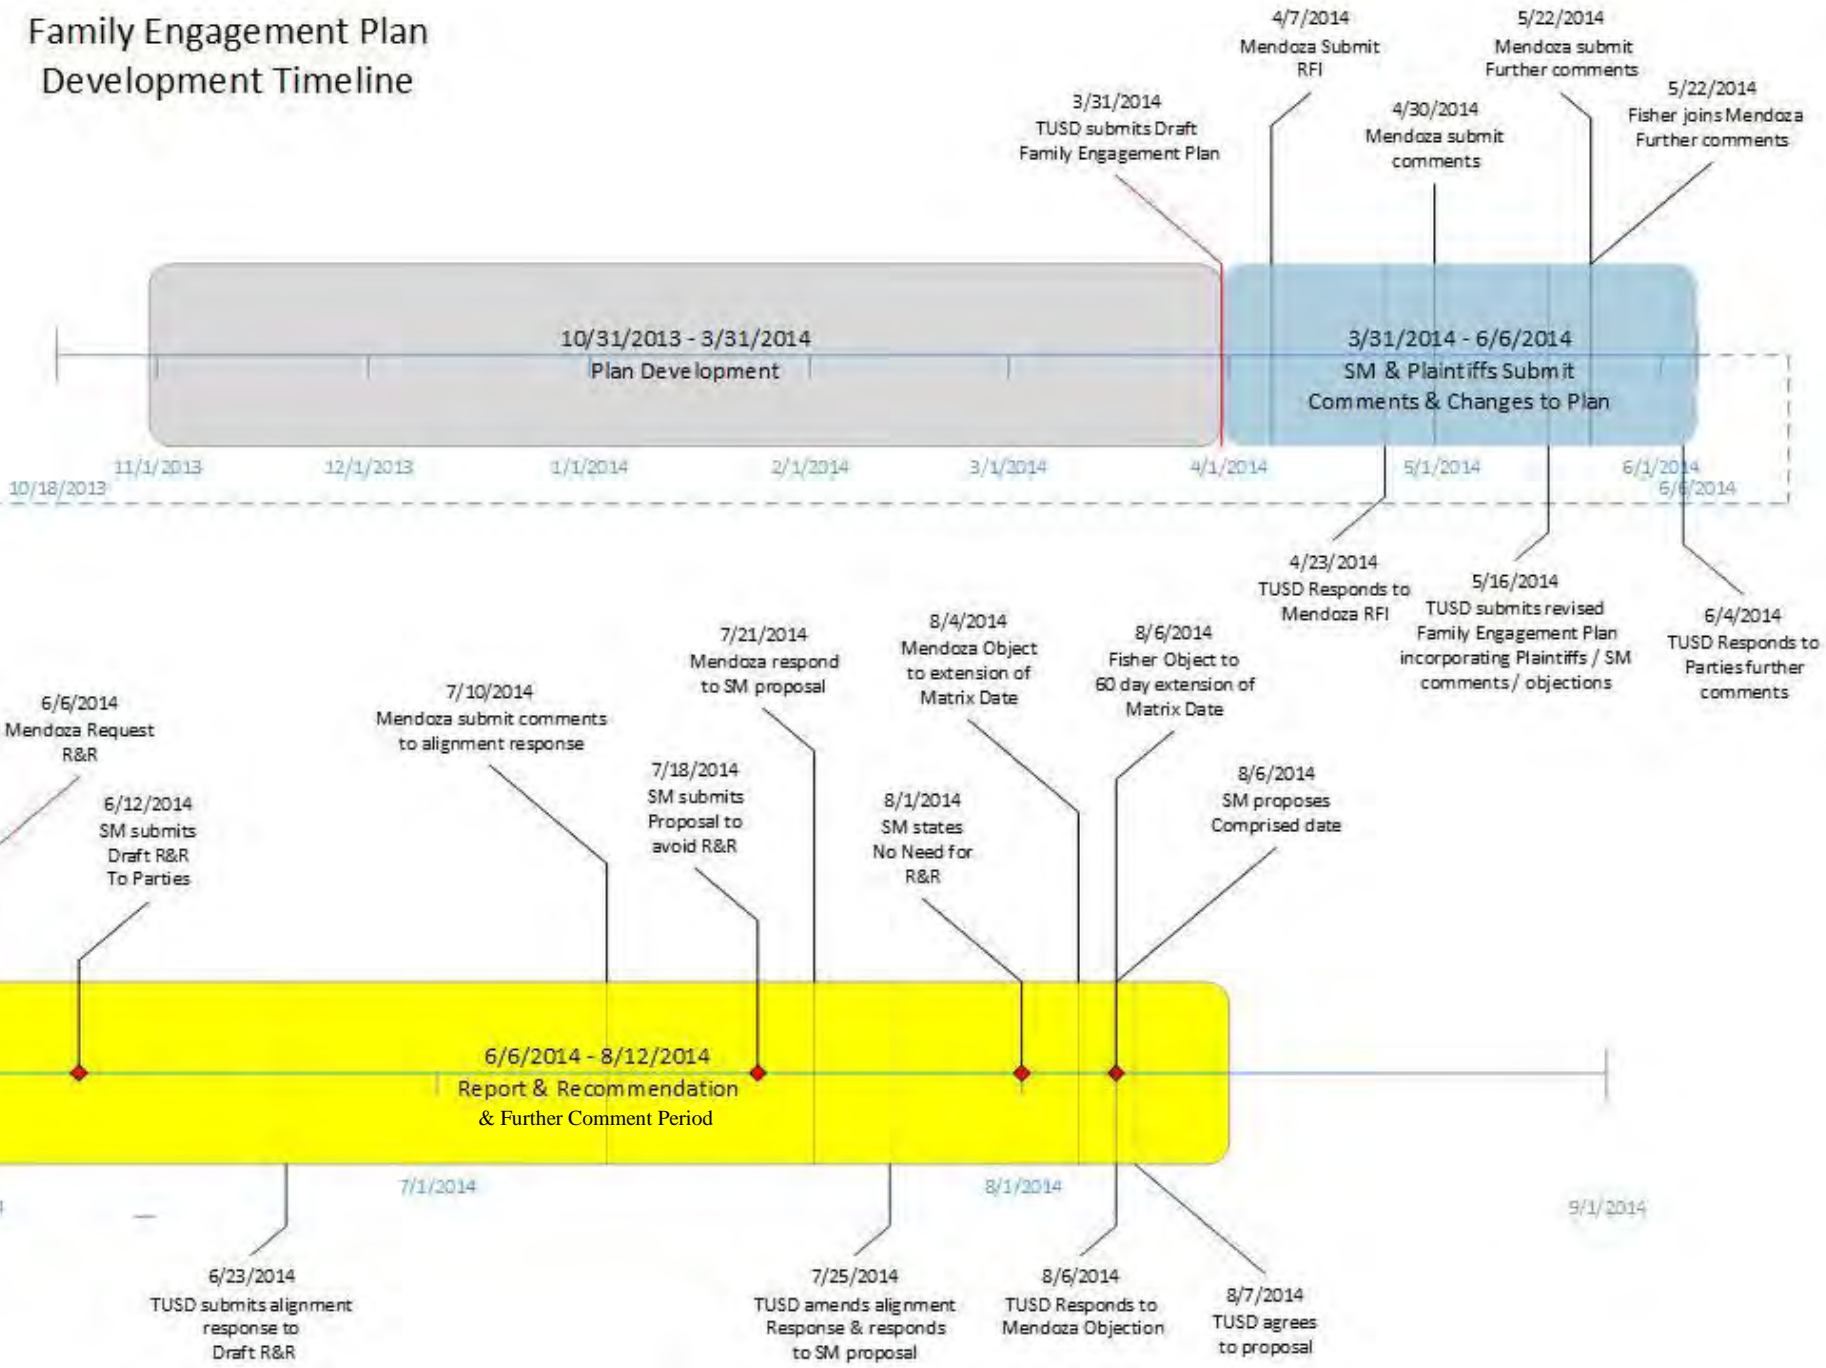 Family Engagement Plan
Development Timeline
4/7/2014
Mendoza Submit
RFI
5/22/2014
Mendoza submit
Further comments
3/31/2014
TUSD submits Draft
Family Engagement Plan
4/30/2014
Mendoza submit
comments
5/22/2014
Fisher joins Mendoza
Further comments
10/31/2013 - 3/31/2014
Plan Development
3/31/2014 - 6/6/2014
SM & Plaintiffs Submit
Comments & Changes to Plan
10/18/2013
11/1/2013
12/1/2013
1/1/2014
2/1/2014
3/1/2014
4/1/2014
5/1/2014
6/1/2014
6/6/2014
4/23/2014
TUSD Responds to
Mendoza RFI
5/16/2014
TUSD submits revised
Family Engagement Plan
incorporating Plaintiffs / SM
comments / objections
6/4/2014
TUSD Responds to
Parties further
comments
6/6/2014
Mendoza Request
R&R
6/12/2014
SM submits
Draft R&R
To Parties
7/10/2014
Mendoza submit comments
to alignment response
7/18/2014
SM submits
Proposal to
avoid R&R
7/21/2014
Mendoza respond
to SM proposal
8/1/2014
SM states
No Need for
R&R
8/4/2014
Mendoza Object
to extension of
Matrix Date
8/6/2014
Fisher Object to
60 day extension of
Matrix Date
8/6/2014
SM proposes
Comprised date
6/6/2014 - 8/12/2014
Report & Recommendation
& Further Comment Period
4
7/1/2014
8/1/2014
9/1/2014
6/23/2014
TUSD submits alignment
response to
Draft R&R
7/25/2014
TUSD amends alignment
Response & responds
to SM proposal
8/6/2014
TUSD Responds to
Mendoza Objection
8/7/2014
TUSD agrees
to proposal